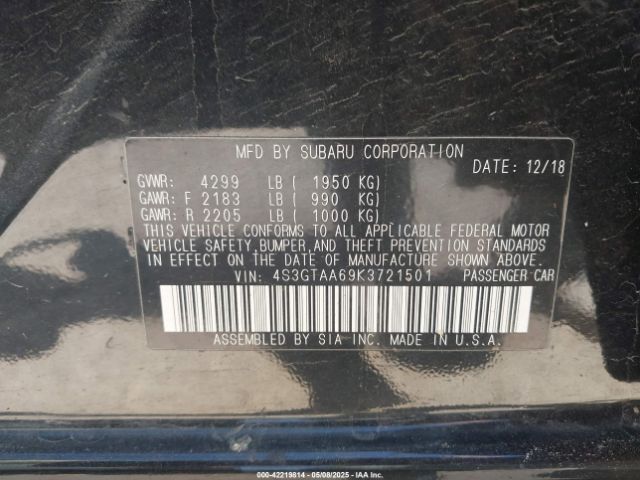 MFD BY SUBARU CORPORATION
DATE: 12/18
GVWR: 4299 LB ( 1950 KG)
GAWR: F 2183 LB ( 990 KG)
GAWR: R 2205 LB ( 1000 KG)
THIS VEHICLE CONFORMS TO ALL APPLICABLE FEDERAL MOTOR
VEHICLE SAFETY, BUMPER, AND THEFT PREVENTION STANDARDS
IN EFFECT ON THE DATE OF MANUFACTURE SHOWN ABOVE.
VIN: 4S3GTAA69K3721501 PASSENGER CAR
ASSEMBLED BY SIA INC. MADE IN U.S.A.
000-42219814 - 05/08/2025 - IAA Inc.